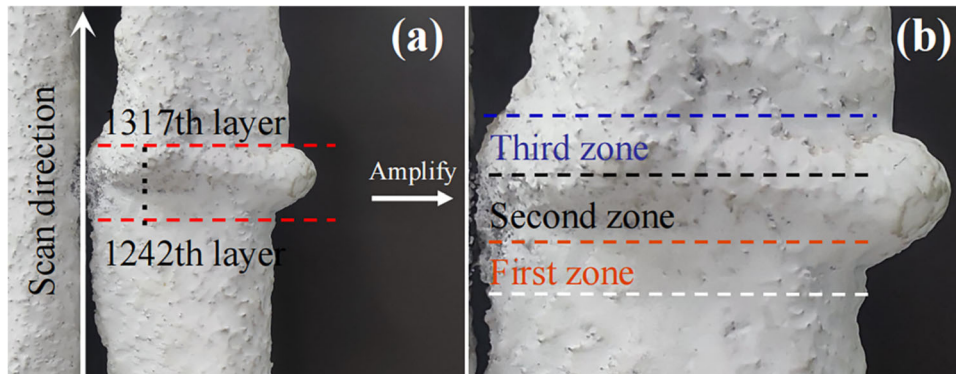 (a)
Scan direction
1317th layer
1242th layer
Amplify
(b)
Third zone
Second zone
First zone